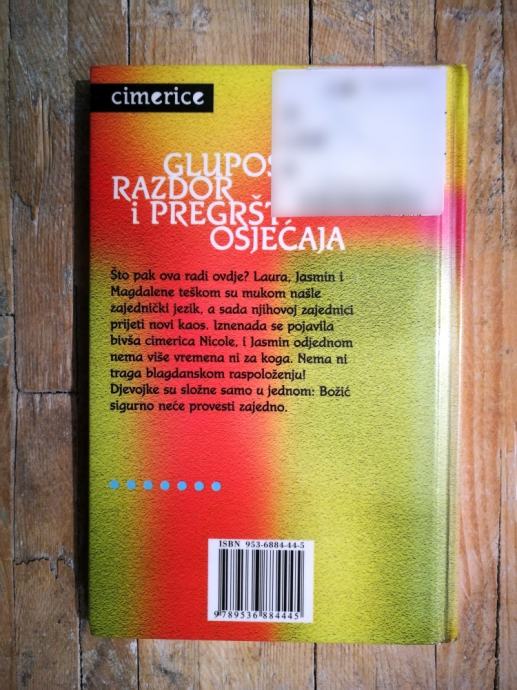 cimerice
RAZDOR
i PREGRŠT
OSJEĆAJA
Što pak ova radi ovdje? Laura, Jasmin i
Magdalene teškom su mukom našle
zajednički jezik, a sada njihovoj zajednici
prijeti novi kaos. Iznenada se pojavila
bivša cimerica Nicole, i Jasmin odjednom
nema više vremena ni za koga. Nema ni
traga blagdanskom raspoloženju!
Djevojke su složne samo u jednom: Božić
sigurno neće provesti zajedno.
ISBN 953-6884-44-5
9789536884445